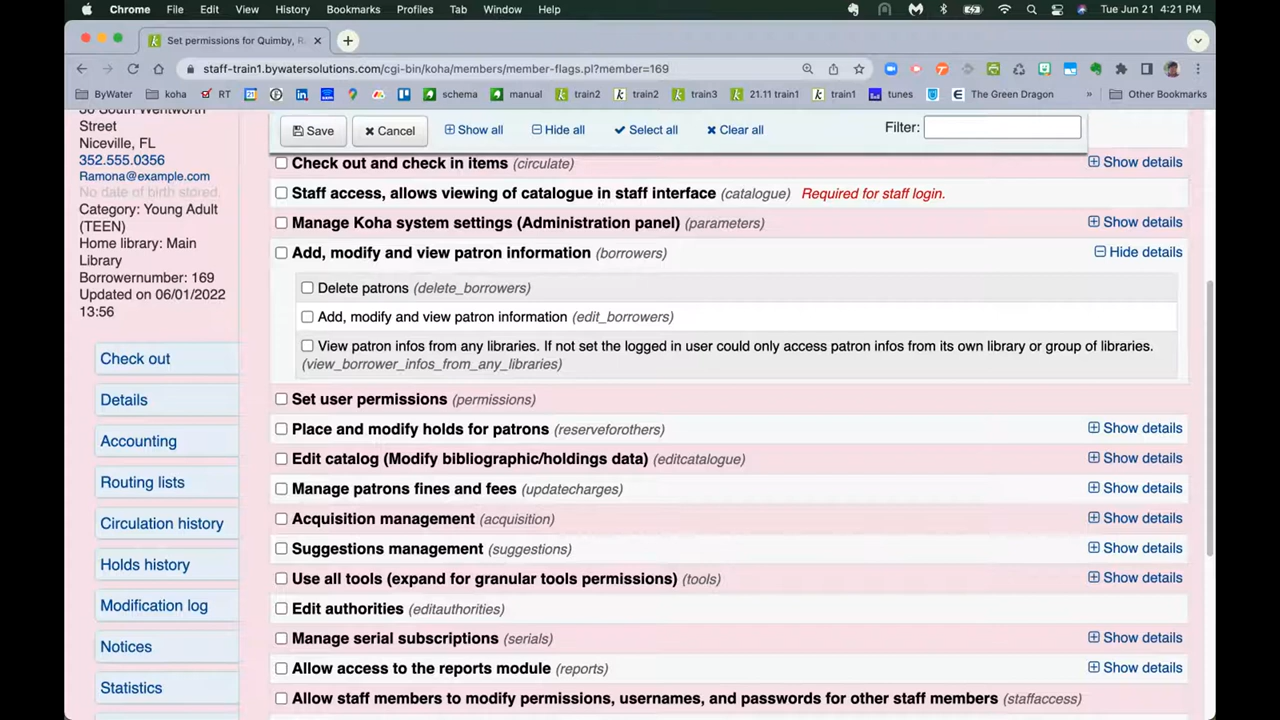 Chrome File Edit View History Bookmarks Profiles Tab Window Help Tue Jun 21 4:21 PM
Set permissions for Quimby, R
staff-train1.bywatersolutions.com/cgi-bin/koha/members/member-flags.pl?member=169
ByWater koha RT schema manual train2 train2 train3 21.11 train1 train1 tunes The Green Dragon » Other Bookmarks
Street
Niceville, FL
352.555.0356
Ramona@example.com
No date of birth stored.
Category: Young Adult
(TEEN)
Home library: Main
Library
Borrowernumber: 169
Updated on 06/01/2022
13:56
Check out
Details
Accounting
Routing lists
Circulation history
Holds history
Modification log
Notices
Statistics
Save Cancel Show all Hide all Select all Clear all Filter:
Check out and check in items (circulate) Show details
Staff access, allows viewing of catalogue in staff interface (catalogue) Required for staff login.
Manage Koha system settings (Administration panel) (parameters) Show details
Add, modify and view patron information (borrowers) Hide details
Delete patrons (delete_borrowers)
Add, modify and view patron information (edit_borrowers)
View patron infos from any libraries. If not set the logged in user could only access patron infos from its own library or group of libraries.
(view_borrower_infos_from_any_libraries)
Set user permissions (permissions)
Place and modify holds for patrons (reserveforothers) Show details
Edit catalog (Modify bibliographic/holdings data) (editcatalogue) Show details
Manage patrons fines and fees (updatecharges) Show details
Acquisition management (acquisition) Show details
Suggestions management (suggestions) Show details
Use all tools (expand for granular tools permissions) (tools) Show details
Edit authorities (editauthorities)
Manage serial subscriptions (serials) Show details
Allow access to the reports module (reports) Show details
Allow staff members to modify permissions, usernames, and passwords for other staff members (staffaccess)